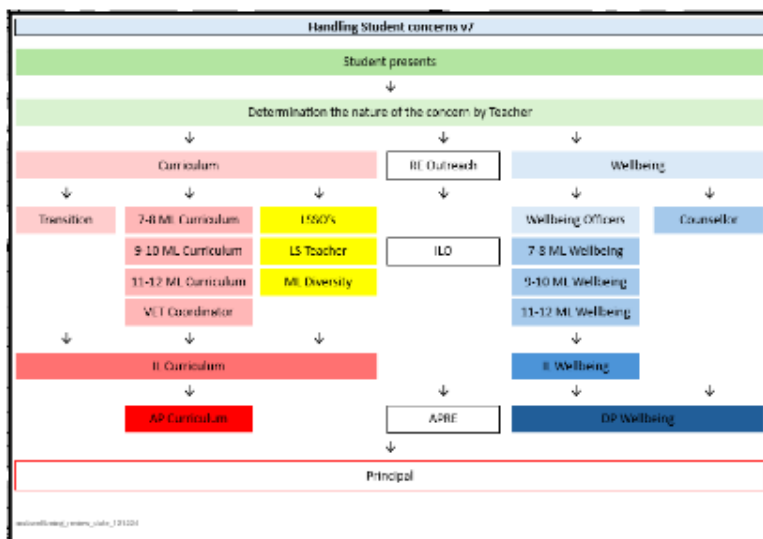 Handling Student concerns v7
Student presents
Determination the nature of the concern by Teacher
Curriculum
RE Outreach
Wellbeing
Transition
7-8 ML Curriculum
LSSO's
Wellbeing Officers
Counsellor
9-10 ML Curriculum
LS Teacher
ILO
7-8 ML Wellbeing
11-12 ML Curriculum
ML Diversity
9-10 ML Wellbeing
VET Coordinator
11-12 ML Wellbeing
IL Curriculum
IL Wellbeing
AP Curriculum
APRE
DP Wellbeing
Principal